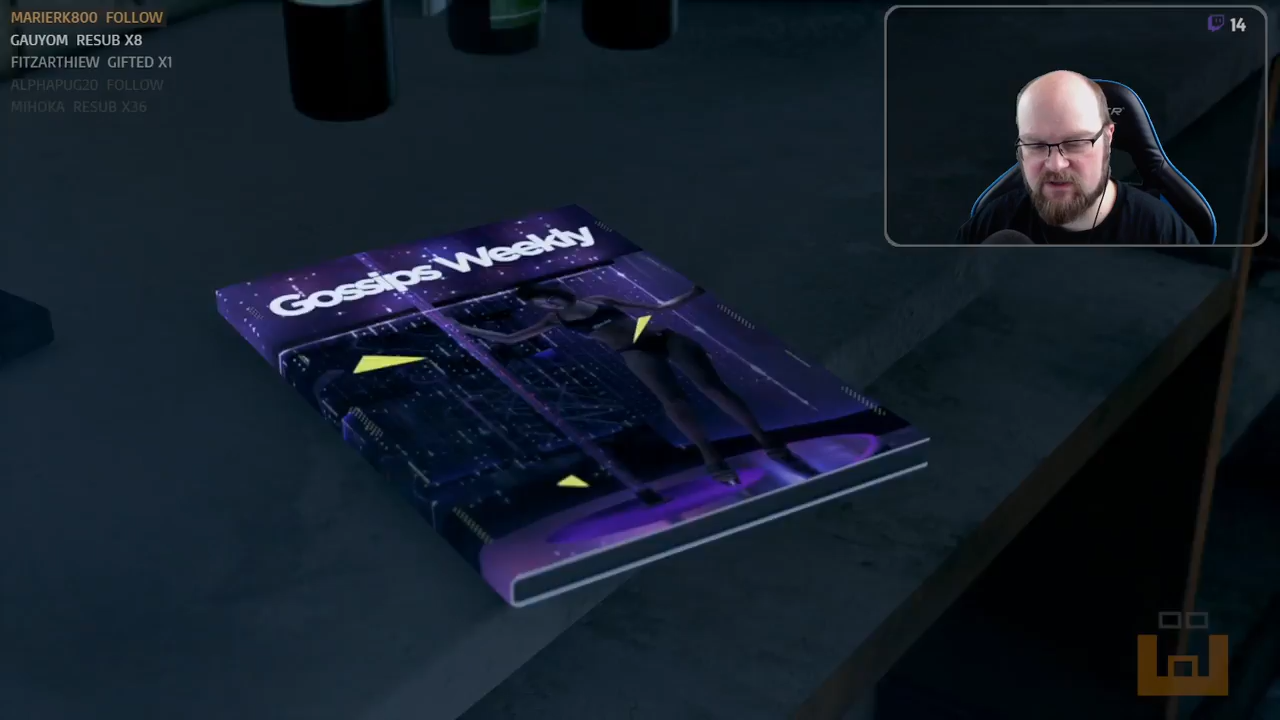 MARIERK800 FOLLOW
GAUYOM RESUB X8
FITZARTHIEW GIFTED X1
ALPHAPUG20 FOLLOW
MIHOKA RESUB X36
14
Gossips Weekly